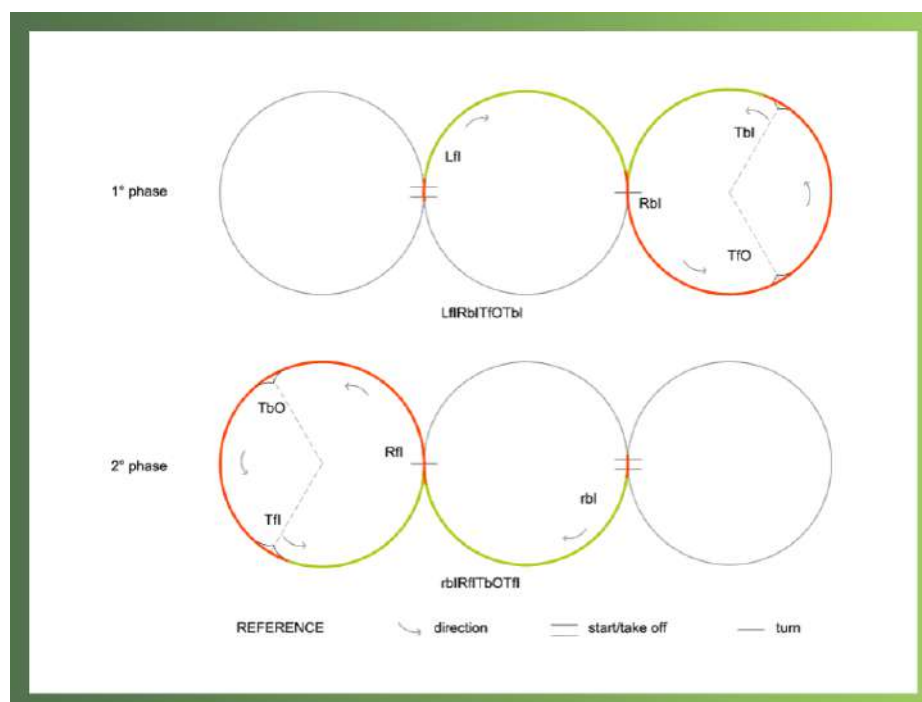 TbI
LfI
1° phase
RbI
TfO
LfIRbITfOTbI
TbO
RfI
2° phase
rbI
TfI
rbIRfITbOTfI
REFERENCE direction start/take off turn